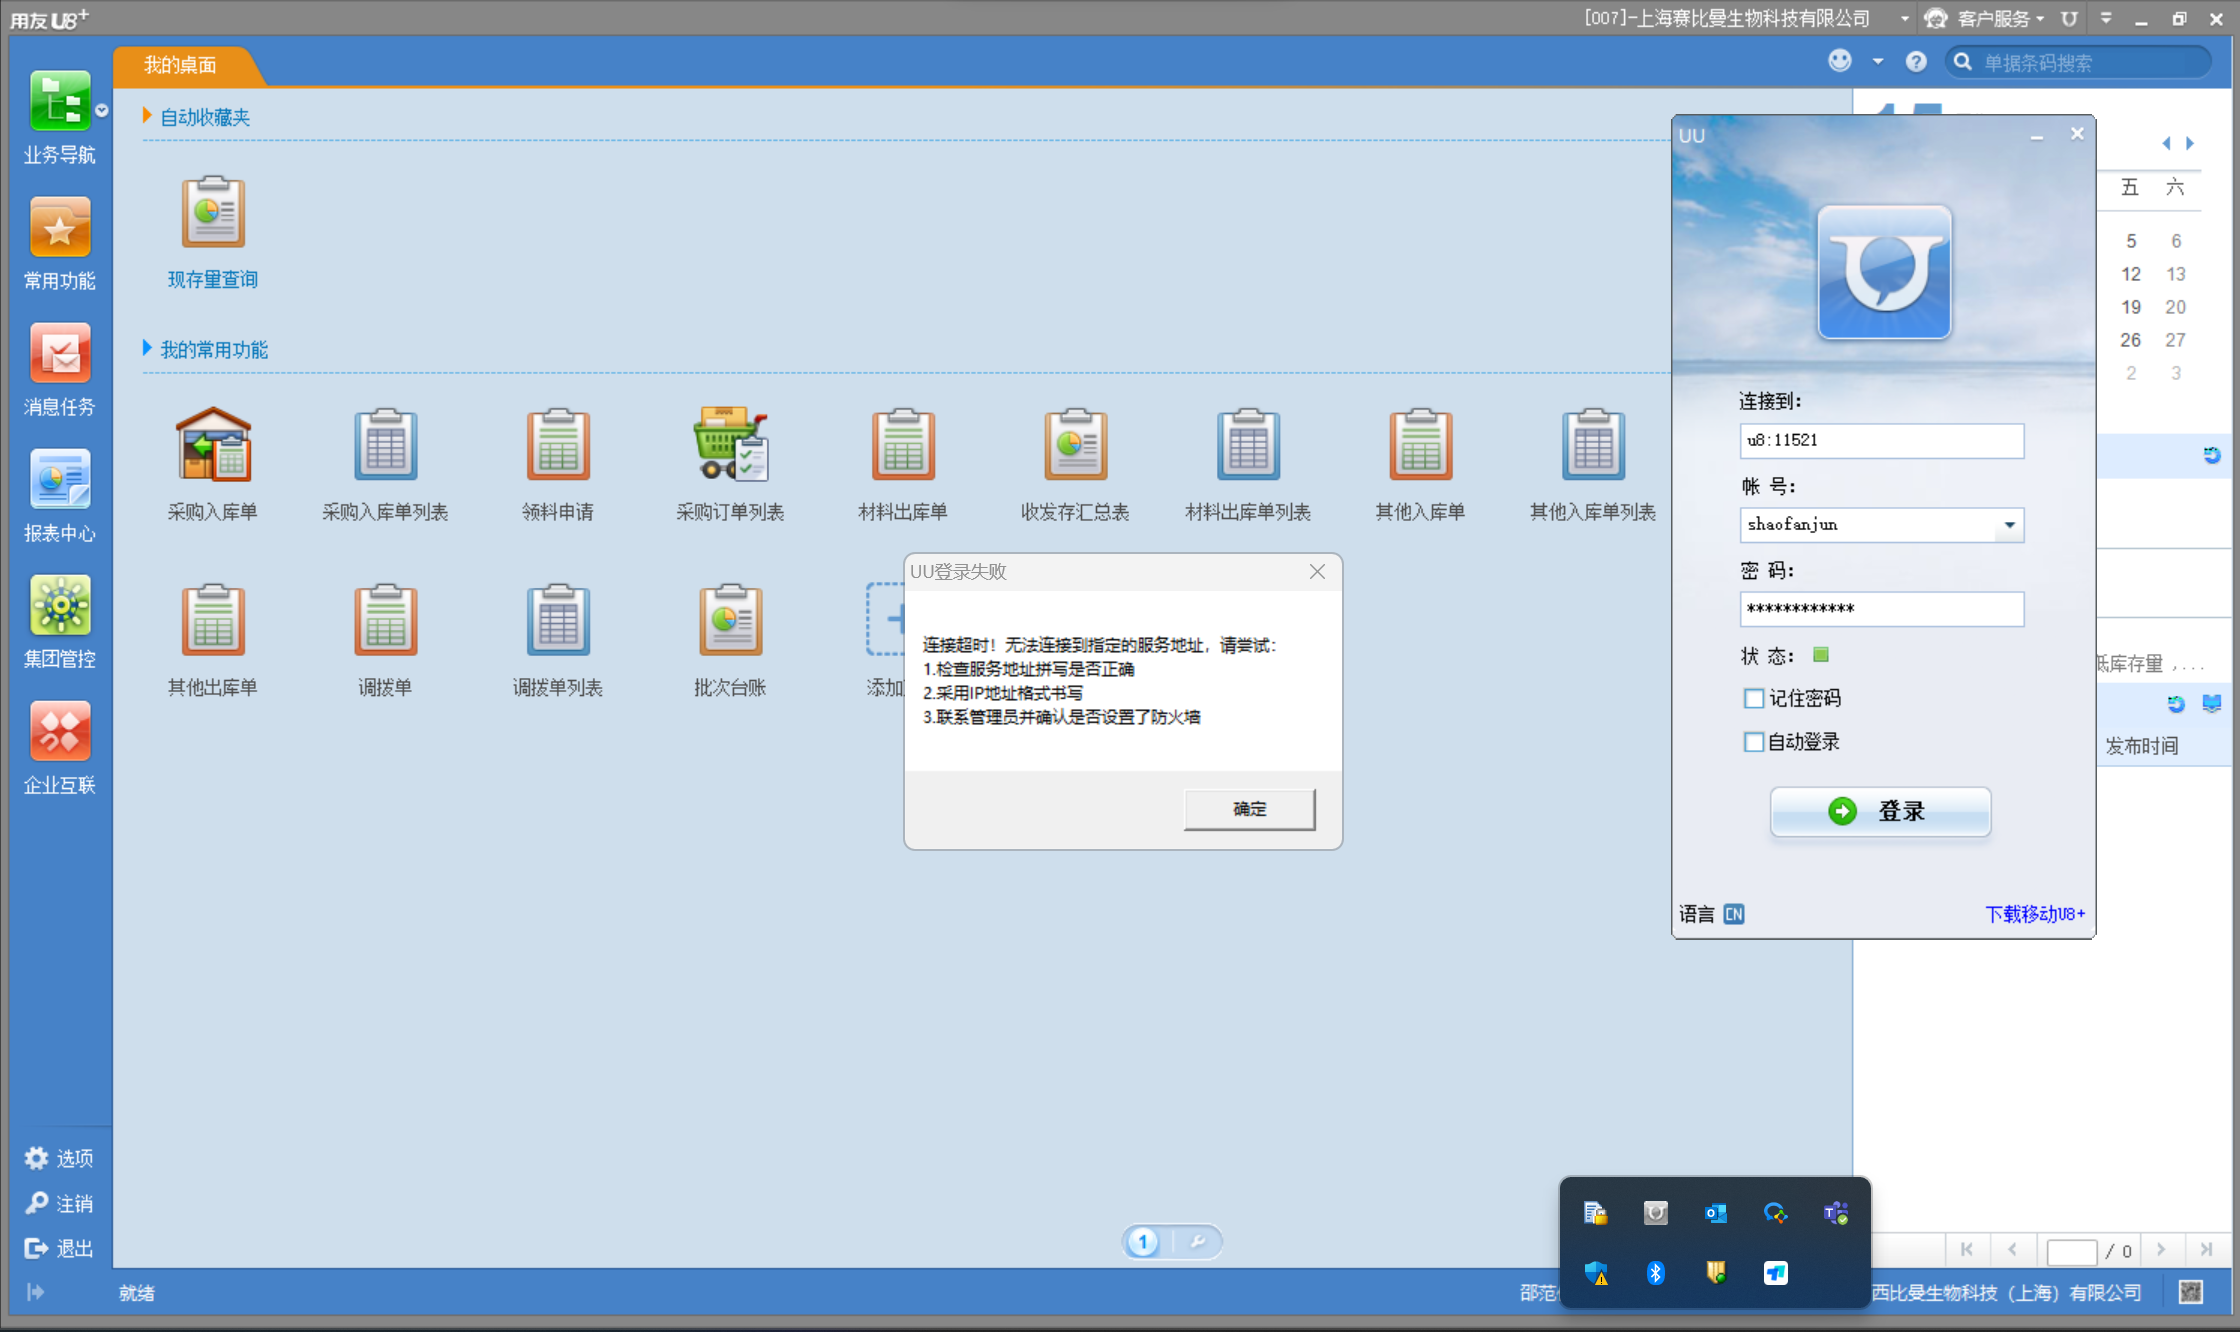 用友U8+
[007]-上海赛比曼生物科技有限公司
客户服务
我的桌面
单据条码搜索
业务导航
常用功能
消息任务
报表中心
集团管控
企业互联
选项
注销
退出
自动收藏夹
现存量查询
我的常用功能
采购入库单
采购入库单列表
领料申请
采购订单列表
材料出库单
收发存汇总表
材料出库单列表
其他入库单
其他入库单列表
其他出库单
调拨单
调拨单列表
批次台账
添加
UU登录失败
连接超时！无法连接到指定的服务地址，请尝试：
1.检查服务地址拼写是否正确
2.采用IP地址格式书写
3.联系管理员并确认是否设置了防火墙
确定
UU
连接到：
u8:11521
帐 号：
shaofanjun
密 码：
************
状 态：
记住密码
自动登录
登录
语言 CN
下载移动U8+
五 六
5 6
12 13
19 20
26 27
2 3
低库存量，...
发布时间
1
/ 0
就绪
邵范
西比曼生物科技（上海）有限公司